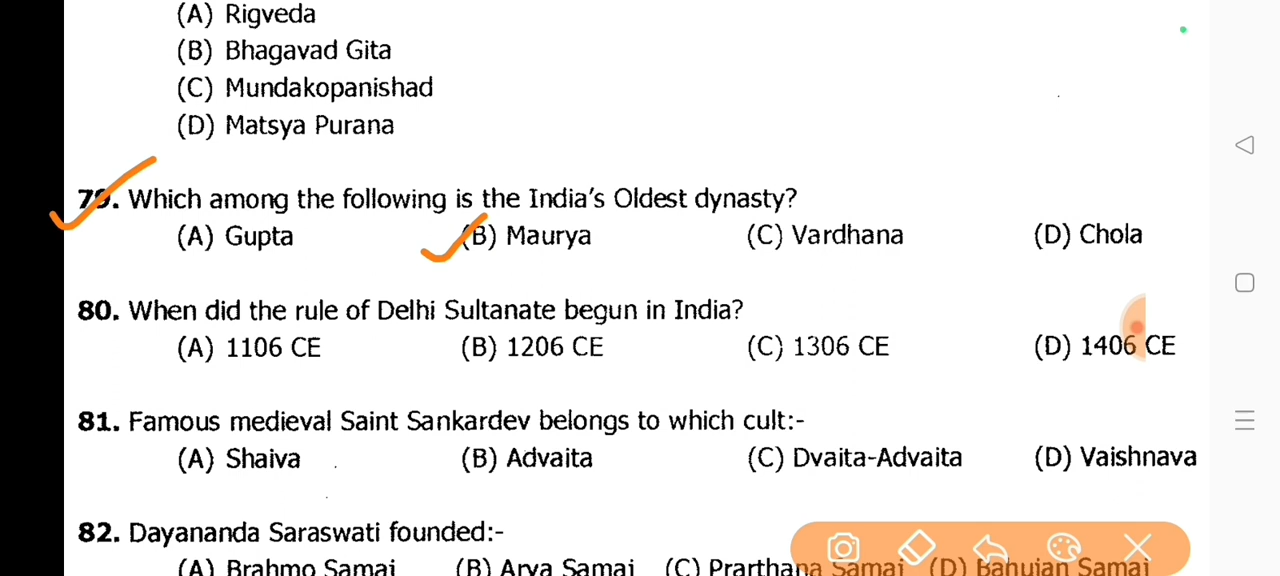 (A) Rigveda
(B) Bhagavad Gita
(C) Mundakopanishad
(D) Matsya Purana
79. Which among the following is the India's Oldest dynasty?
(A) Gupta (B) Maurya (C) Vardhana (D) Chola
80. When did the rule of Delhi Sultanate begun in India?
(A) 1106 CE (B) 1206 CE (C) 1306 CE (D) 1406 CE
81. Famous medieval Saint Sankardev belongs to which cult:-
(A) Shaiva (B) Advaita (C) Dvaita-Advaita (D) Vaishnava
82. Dayananda Saraswati founded:-
(A) Brahmo Samaj (B) Arya Samaj (C) Prarthana Samaj (D) Bahujan Samaj